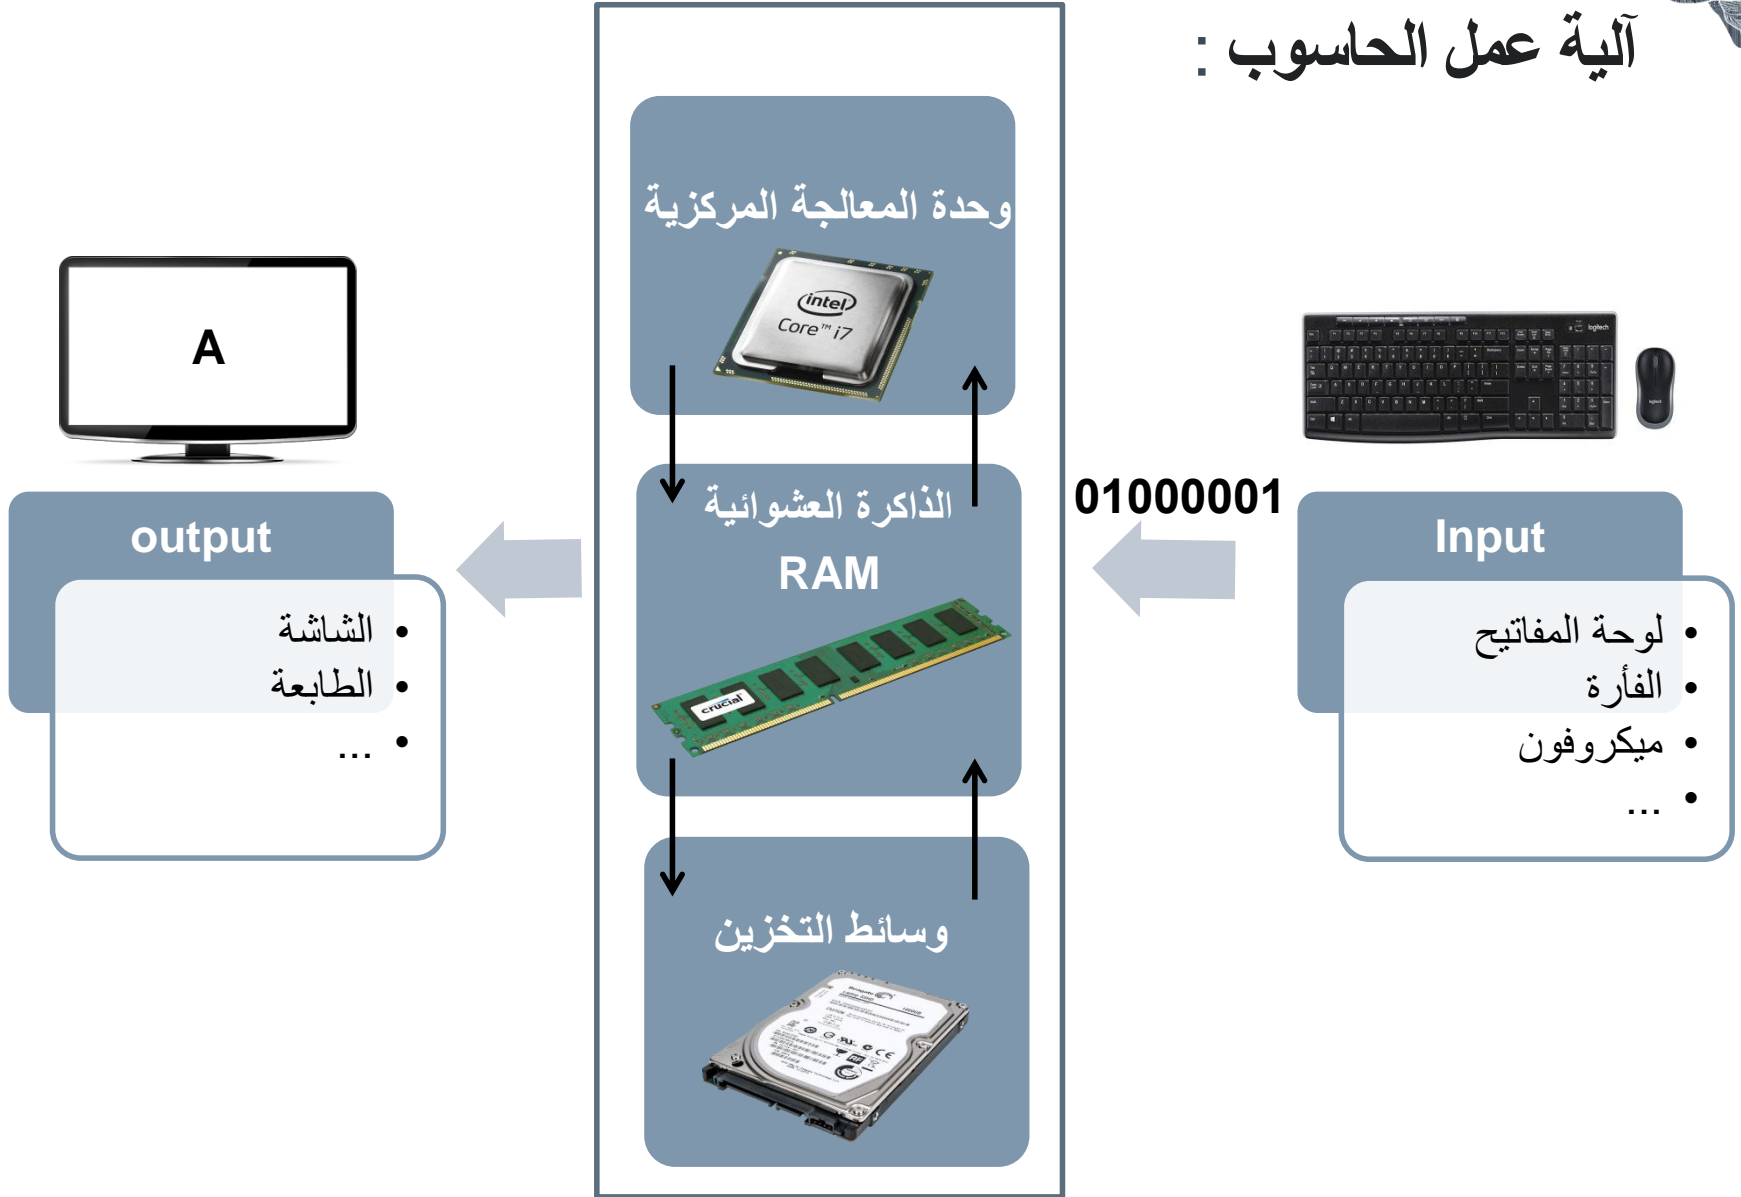 آلية عمل الحاسوب :
Input
• لوحة المفاتيح
• الفأرة
• ميكروفون
• ...
01000001
logitech
وحدة المعالجة المركزية
intel
Core™ i7
الذاكرة العشوائية
RAM
crucial
وسائط التخزين
A
output
• الشاشة
• الطابعة
• ...